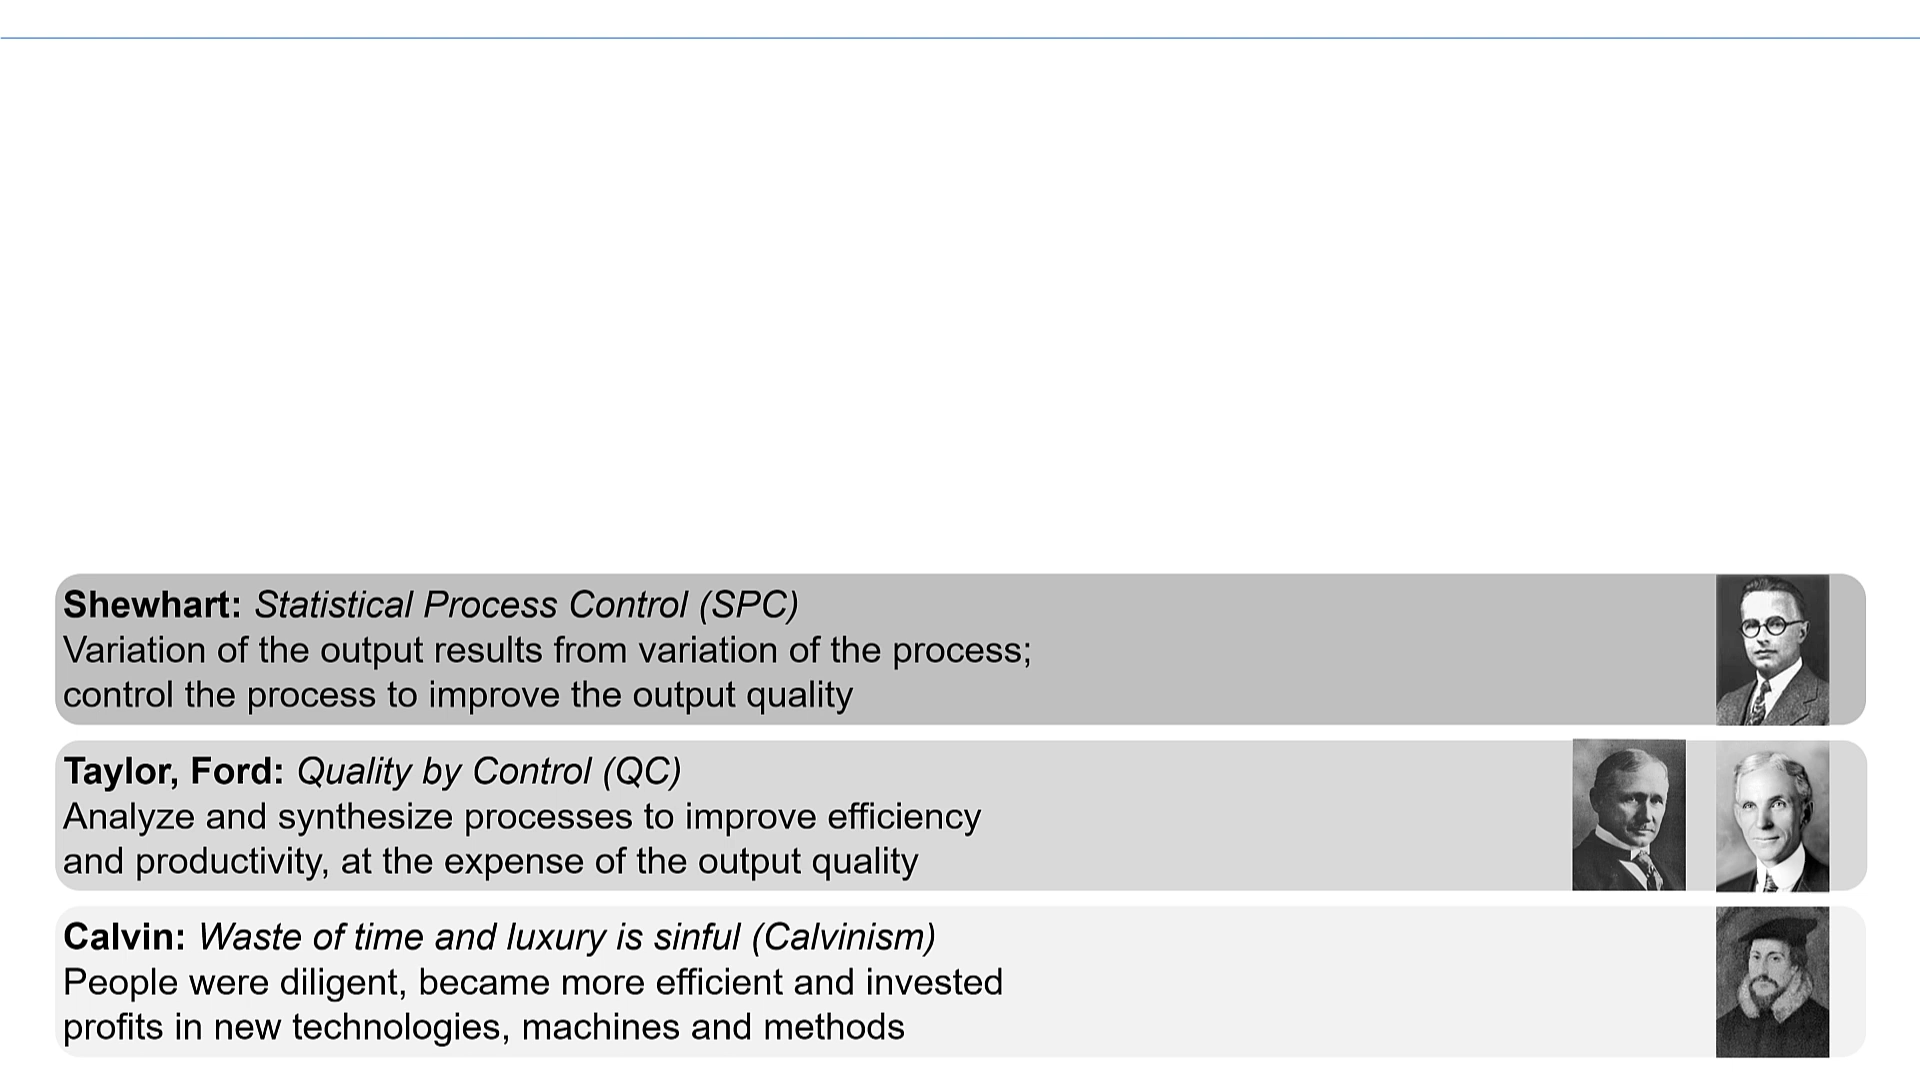 Shewhart: Statistical Process Control (SPC)
Variation of the output results from variation of the process;
control the process to improve the output quality
Taylor, Ford: Quality by Control (QC)
Analyze and synthesize processes to improve efficiency
and productivity, at the expense of the output quality
Calvin: Waste of time and luxury is sinful (Calvinism)
People were diligent, became more efficient and invested
profits in new technologies, machines and methods